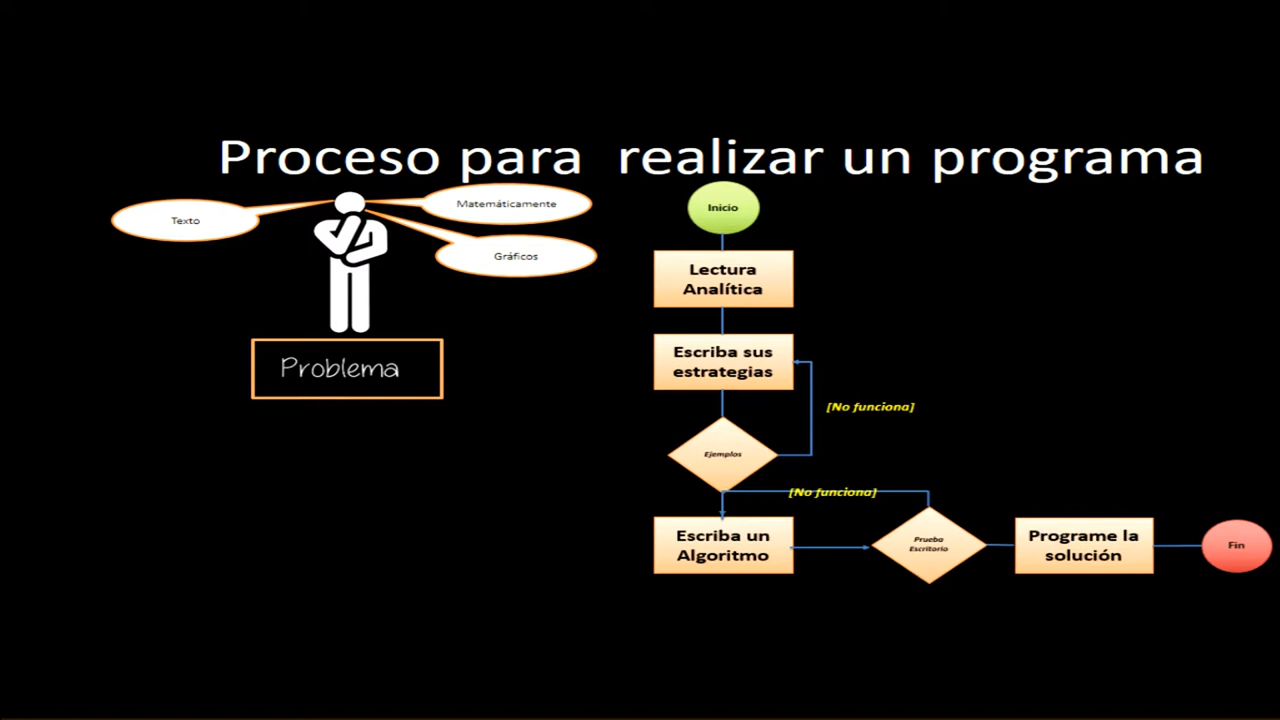 Proceso para realizar un programa
Texto
Matemáticamente
Gráficos
Problema
Inicio
Lectura
Analítica
Escriba sus
estrategias
[No funciona]
Ejemplos
[No funciona]
Escriba un
Algoritmo
Prueba
Escritorio
Programe la
solución
Fin